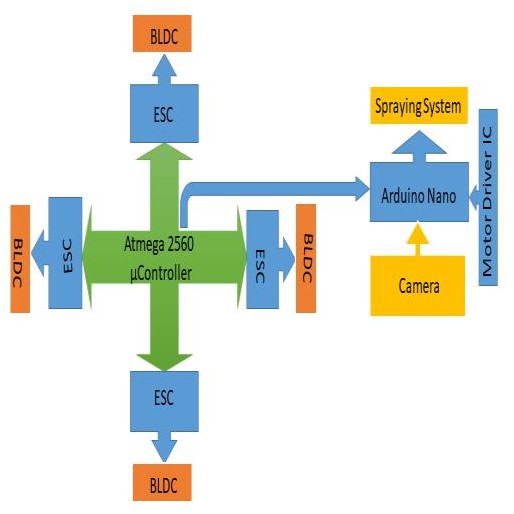 BLDC
ESC
Spraying System
Arduino Nano
Motor Driver IC
Camera
BLDC
ESC
Atmega 2560
µController
ESC
BLDC
ESC
BLDC